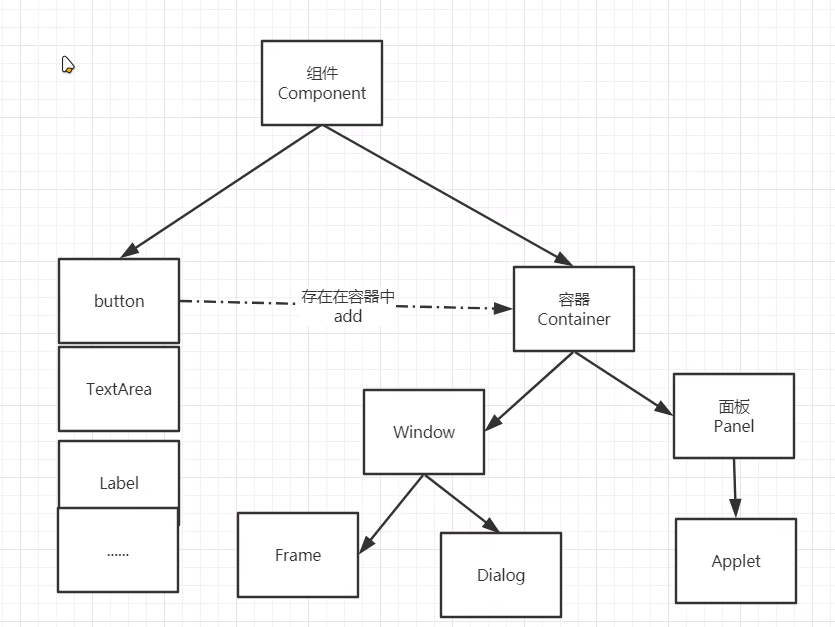 组件
Component
button
存在在容器中
add
容器
Container
TextArea
Window
面板
Panel
Label
......
Frame
Dialog
Applet